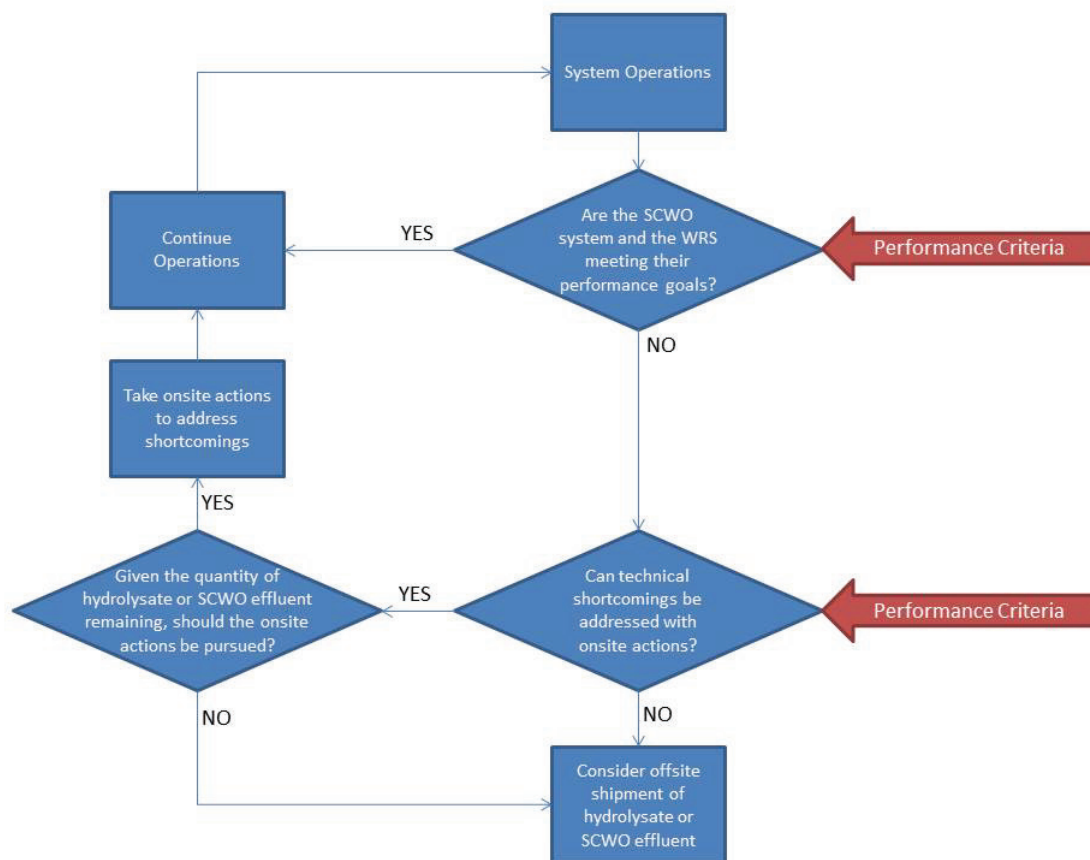 System Operations
Are the SCWO
system and the WRS
meeting their
performance goals?
Performance Criteria
YES
Continue
Operations
NO
Take onsite actions
to address
shortcomings
YES
Given the quantity of
hydrolysate or SCWO effluent
remaining, should the onsite
actions be pursued?
YES
Can technical
shortcomings be
addressed with
onsite actions?
Performance Criteria
NO
NO
Consider offsite
shipment of
hydrolysate or
SCWO effluent